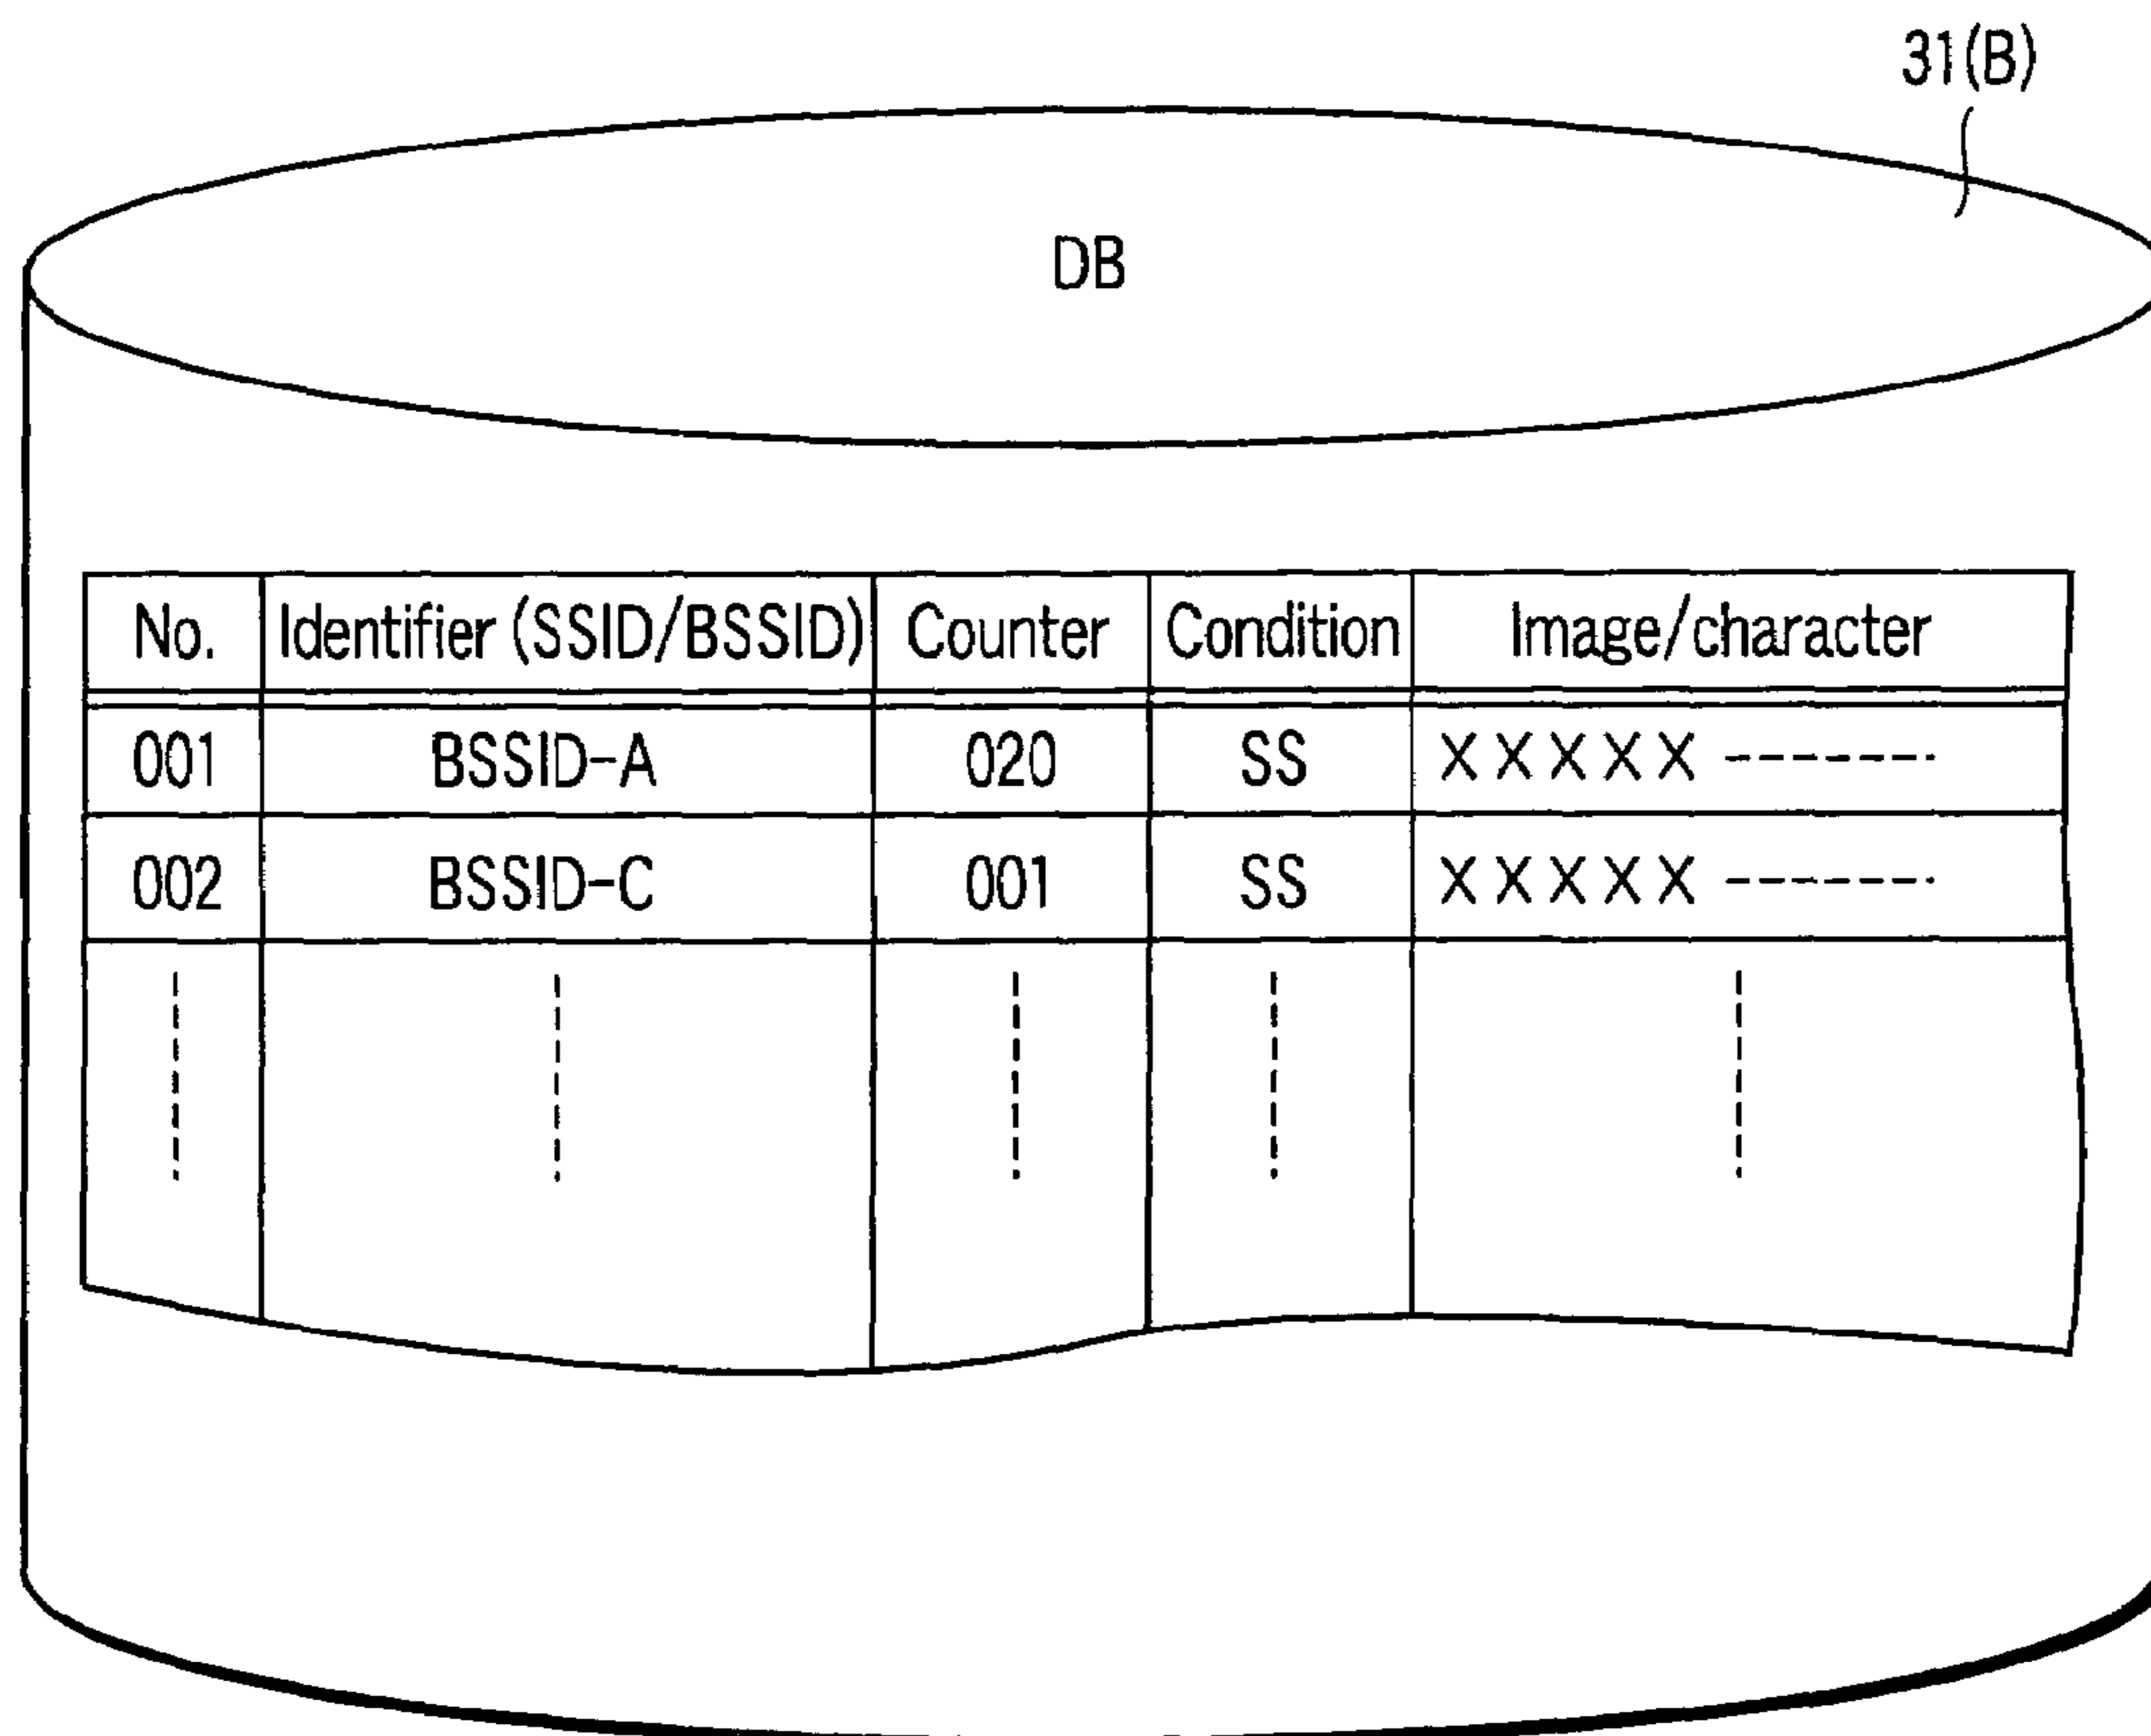 31(B)
DB
No. Identifier (SSID/BSSID) Counter Condition Image/character
001 BSSID-A 020 SS XXXXX --------
002 BSSID-C 001 SS XXXXX --------